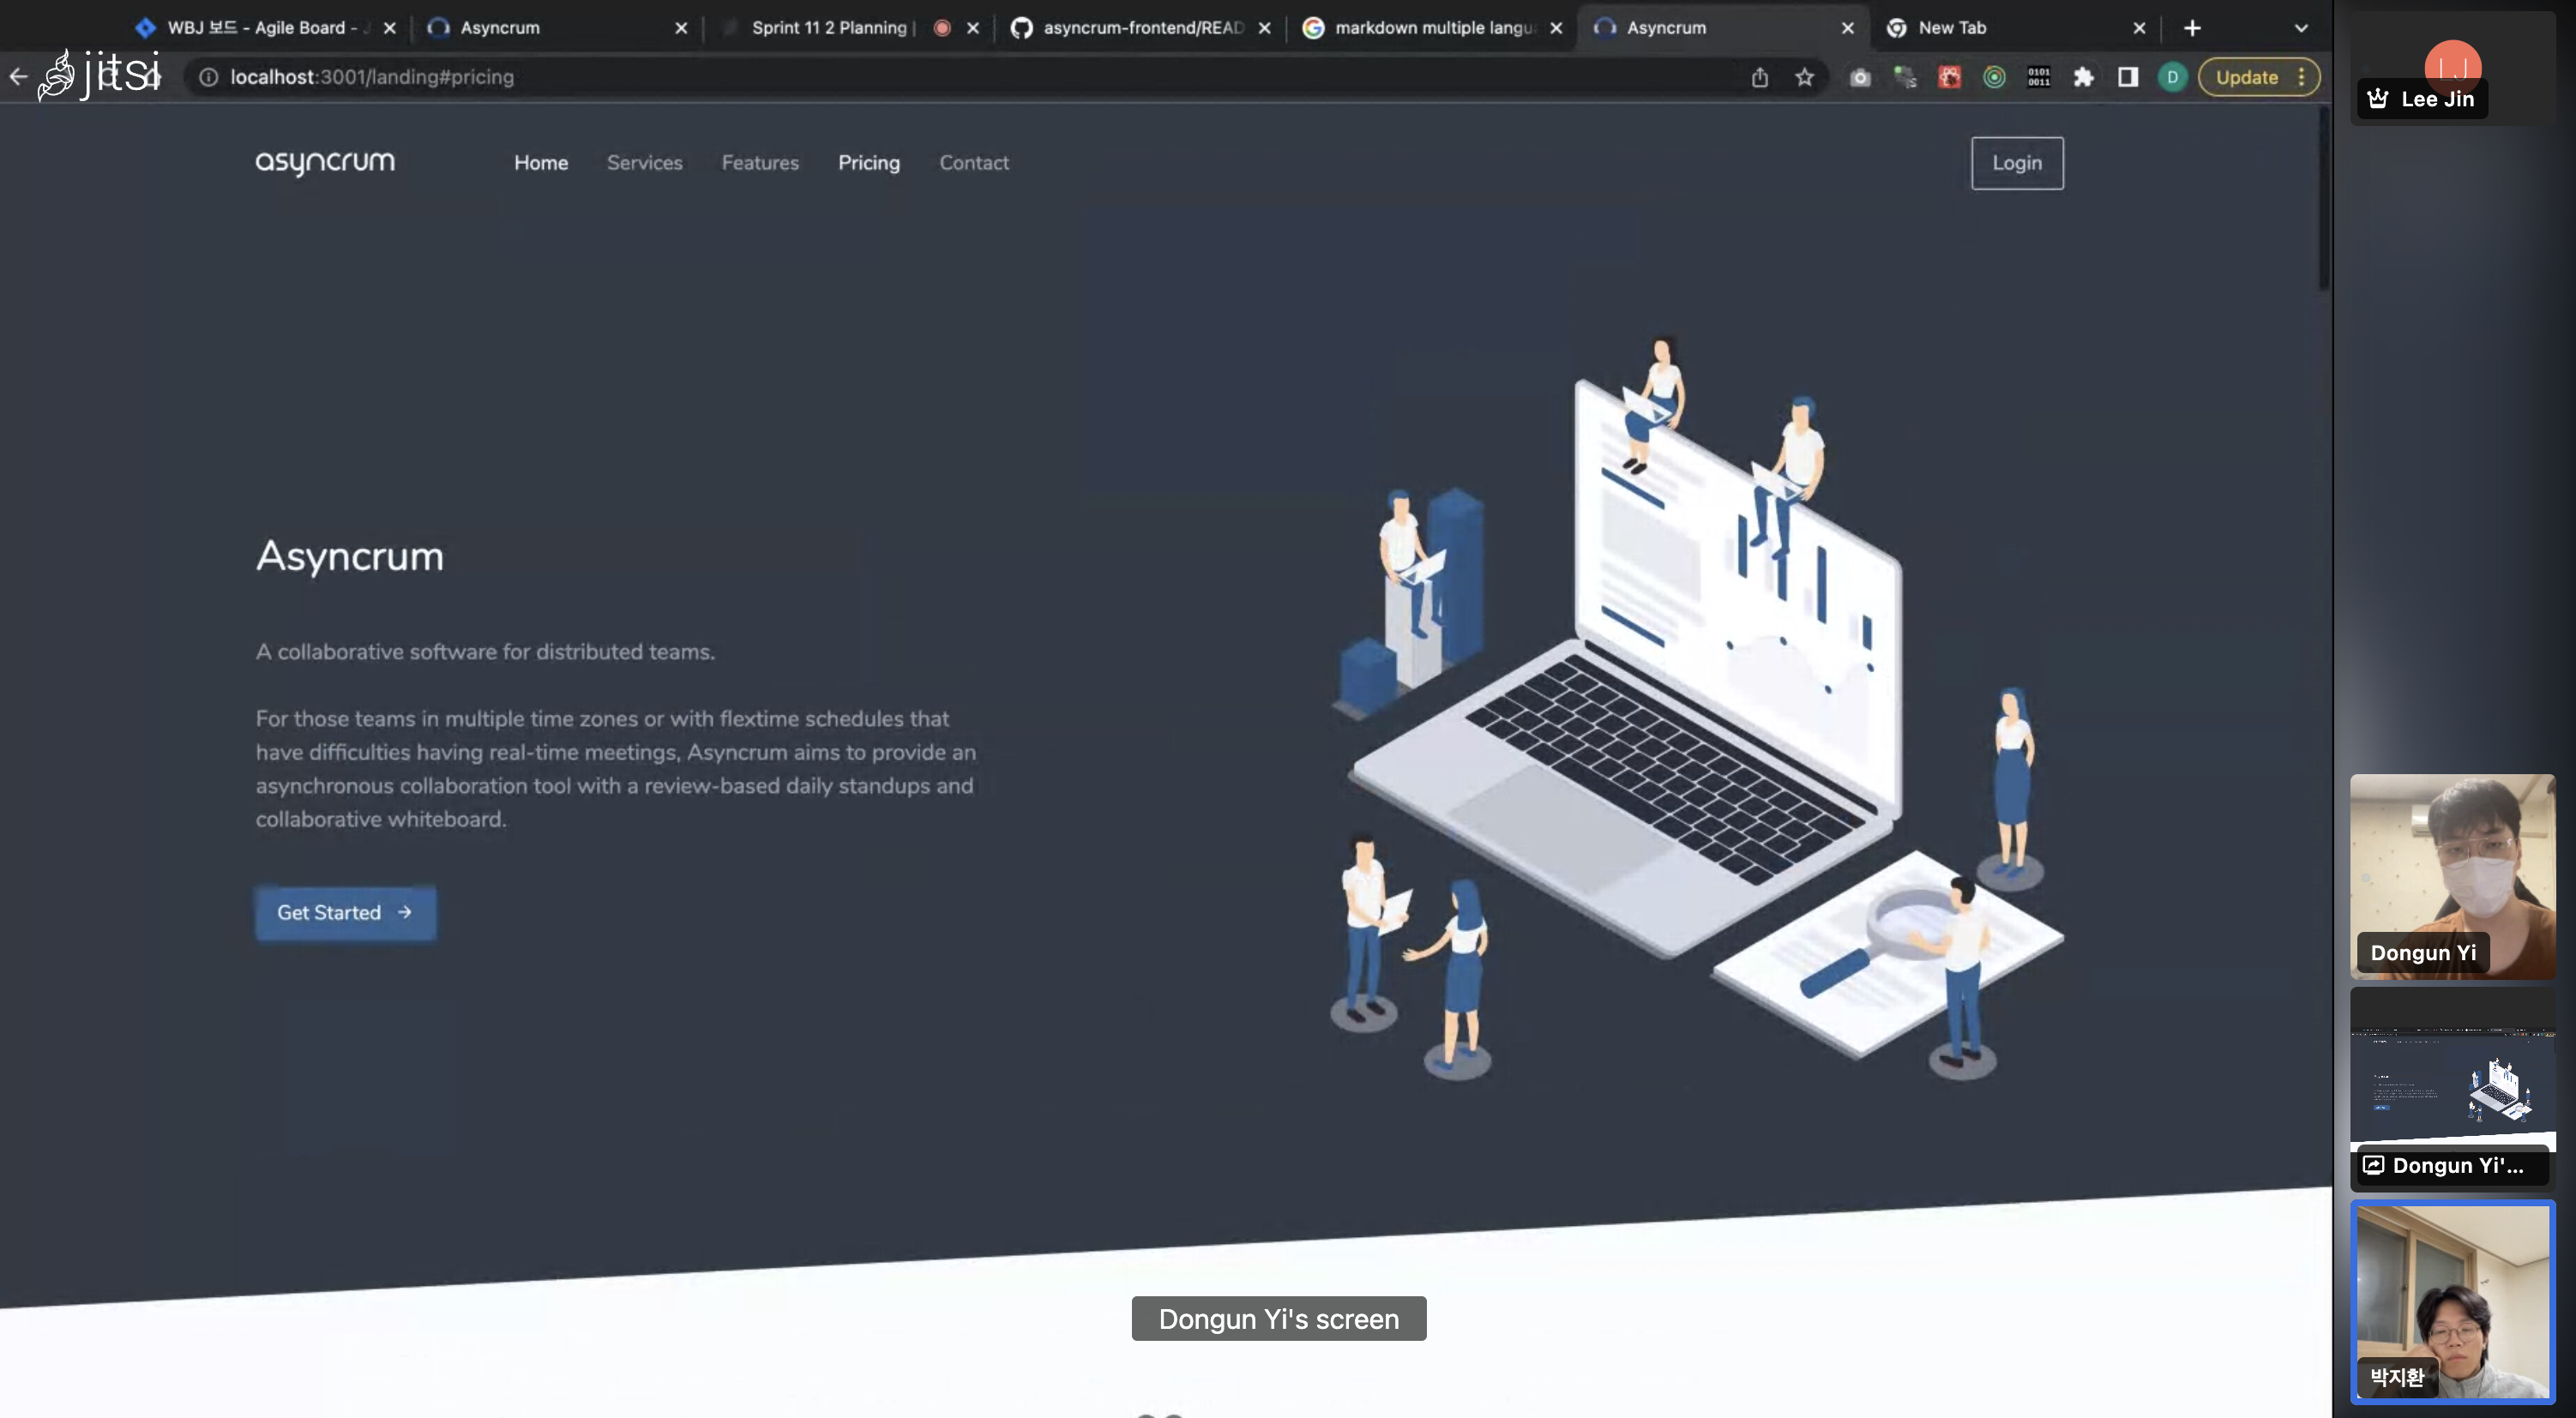 WBJ 보드 - Agile Board - J
Asyncrum
Sprint 11 2 Planning |
asyncrum-frontend/READ
markdown multiple langu
Asyncrum
New Tab
jitsi
localhost:3001/landing#pricing
0101
0011
D
Update
LJ
Lee Jin
asyncrum
Home
Services
Features
Pricing
Contact
Login
Asyncrum
A collaborative software for distributed teams.
For those teams in multiple time zones or with flextime schedules that
have difficulties having real-time meetings, Asyncrum aims to provide an
asynchronous collaboration tool with a review-based daily standups and
collaborative whiteboard.
Get Started
Dongun Yi
Dongun Yi'...
박지환
Dongun Yi's screen